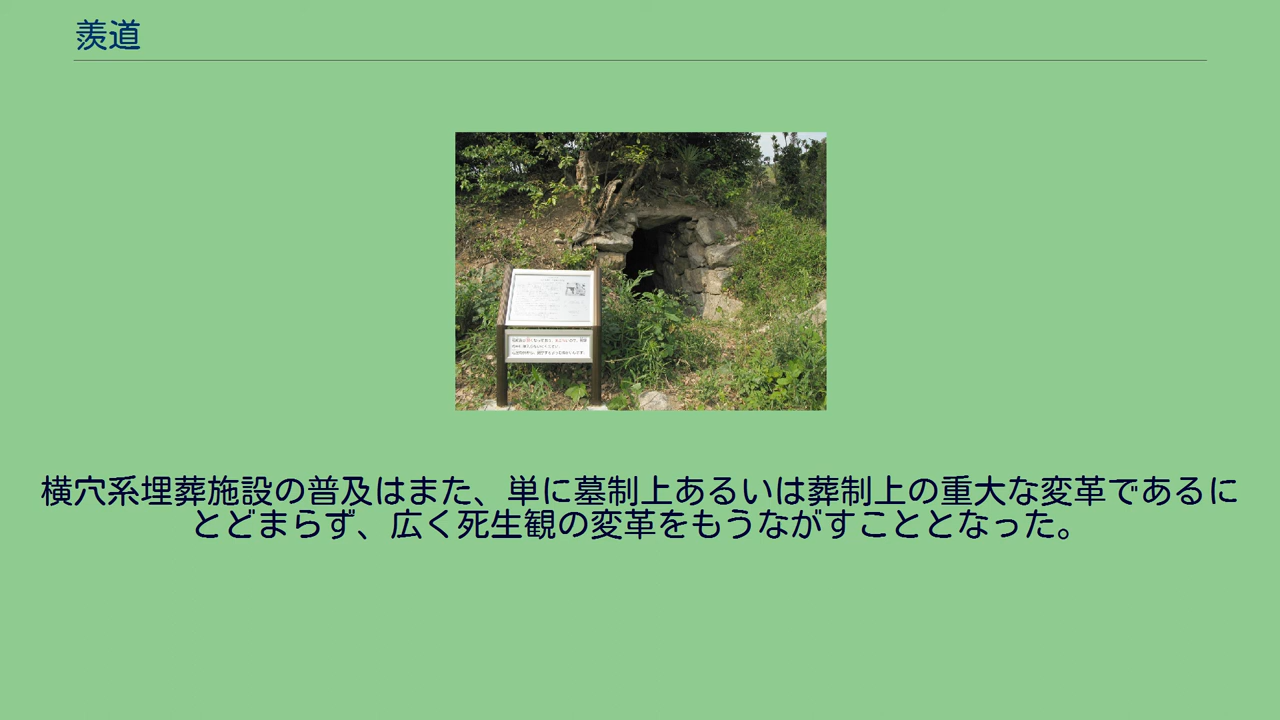 羨道
横穴系埋葬施設の普及はまた、単に墓制上あるいは葬制上の重大な変革であるに
とどまらず、広く死生観の変革をもうながすこととなった。